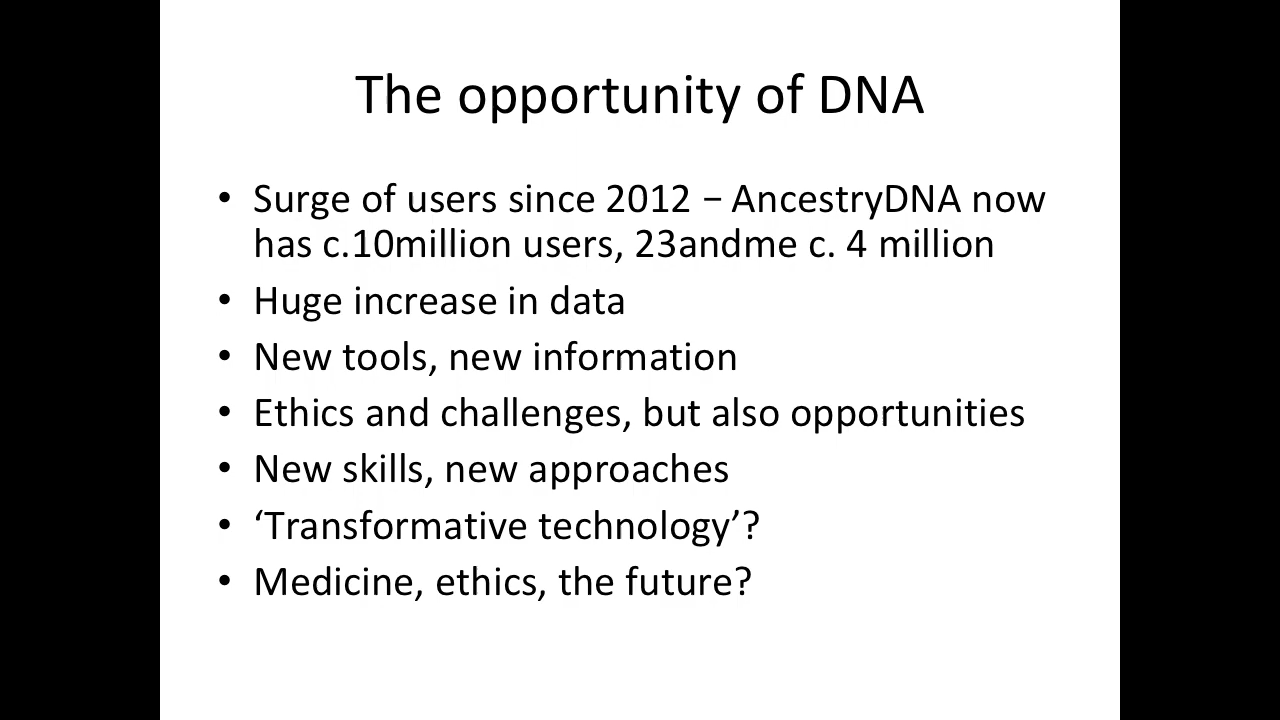 The opportunity of DNA
• Surge of users since 2012 – AncestryDNA now
has c.10million users, 23andme c. 4 million
• Huge increase in data
• New tools, new information
• Ethics and challenges, but also opportunities
• New skills, new approaches
• ‘Transformative technology’?
• Medicine, ethics, the future?